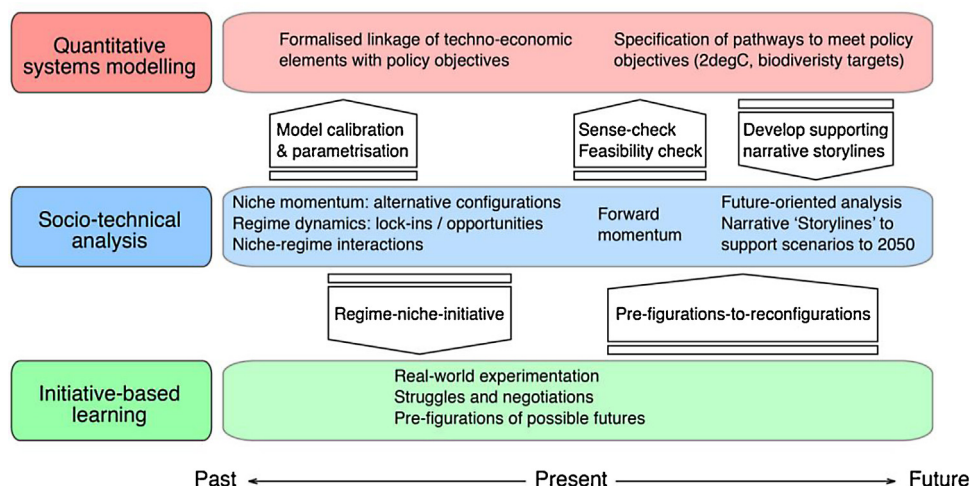 Quantitative
systems modelling
Formalised linkage of techno-economic
elements with policy objectives
Specification of pathways to meet policy
objectives (2degC, biodiveristy targets)
Model calibration
& parametrisation
Sense-check
Feasibility check
Develop supporting
narrative storylines
Socio-technical
analysis
Niche momentum: alternative configurations
Regime dynamics: lock-ins / opportunities
Niche-regime interactions
Forward
momentum
Future-oriented analysis
Narrative ‘Storylines’ to
support scenarios to 2050
Regime-niche-initiative
Pre-figurations-to-reconfigurations
Initiative-based
learning
Real-world experimentation
Struggles and negotiations
Pre-figurations of possible futures
Past
Present
Future